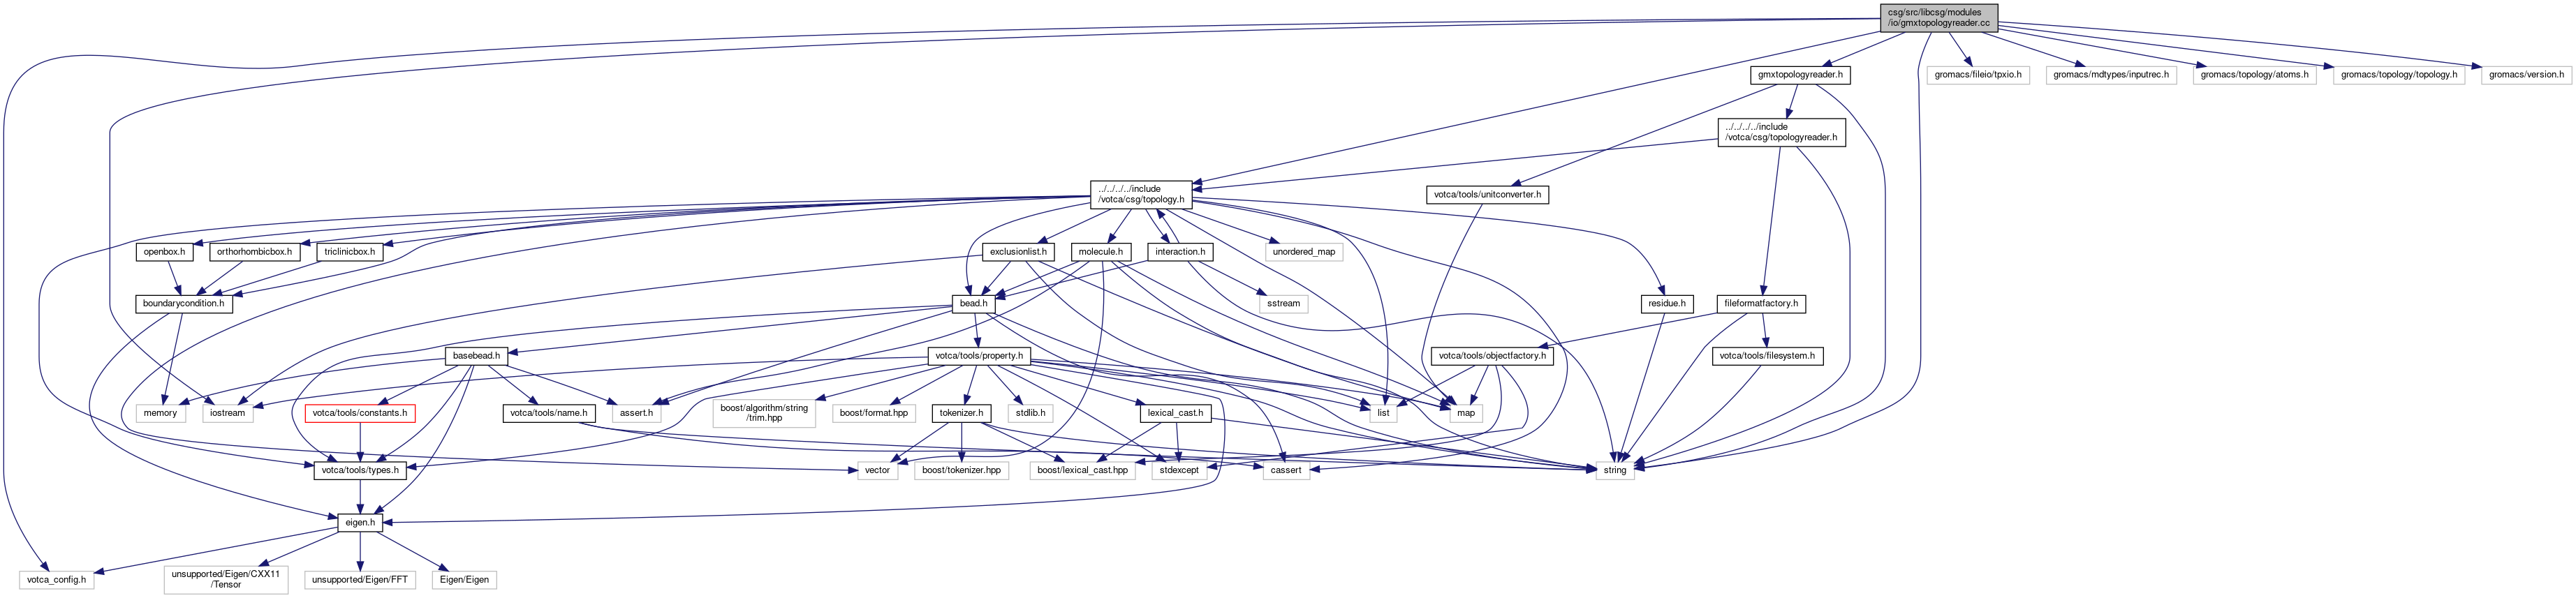 csg/src/libcsg/modules
/io/gmxtopologyreader.cc
gmxtopologyreader.h
gromacs/fileio/tpxio.h
gromacs/mdtypes/inputrec.h
gromacs/topology/atoms.h
gromacs/topology/topology.h
gromacs/version.h
../../../../include
/votca/csg/topologyreader.h
../../../../include
/votca/csg/topology.h
votca/tools/unitconverter.h
openbox.h
orthorhombicbox.h
triclinicbox.h
exclusionlist.h
molecule.h
interaction.h
unordered_map
boundarycondition.h
bead.h
sstream
residue.h
fileformatfactory.h
basebead.h
votca/tools/property.h
votca/tools/objectfactory.h
votca/tools/filesystem.h
memory
iostream
votca/tools/constants.h
votca/tools/name.h
assert.h
boost/algorithm/string
/trim.hpp
boost/format.hpp
tokenizer.h
stdlib.h
lexical_cast.h
list
map
votca/tools/types.h
vector
boost/tokenizer.hpp
boost/lexical_cast.hpp
stdexcept
cassert
string
eigen.h
votca_config.h
unsupported/Eigen/CXX11
/Tensor
unsupported/Eigen/FFT
Eigen/Eigen